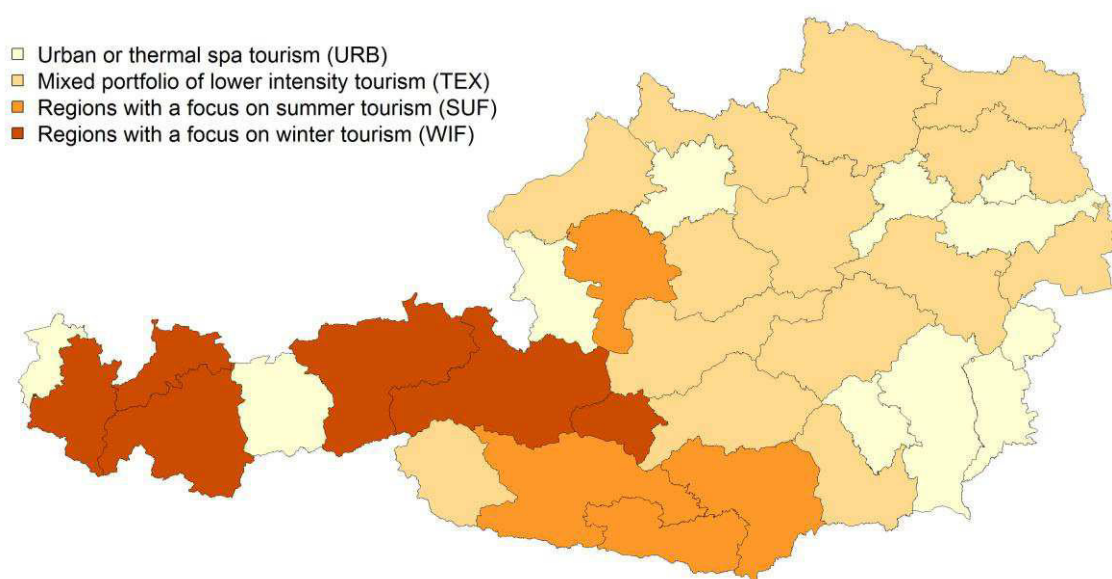 Urban or thermal spa tourism (URB)
Mixed portfolio of lower intensity tourism (TEX)
Regions with a focus on summer tourism (SUF)
Regions with a focus on winter tourism (WIF)